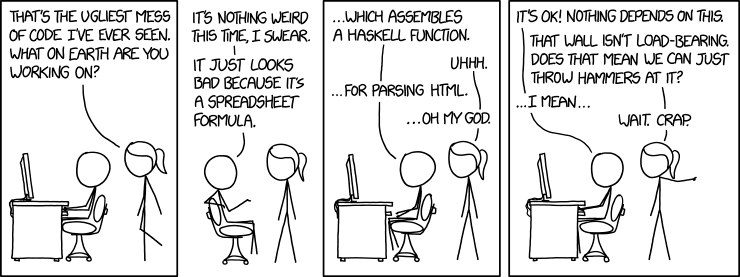 THAT'S THE UGLIEST MESS
OF CODE I'VE EVER SEEN.
WHAT ON EARTH ARE YOU
WORKING ON?
IT'S NOTHING WEIRD
THIS TIME, I SWEAR.
IT JUST LOOKS
BAD BECAUSE IT'S
A SPREADSHEET
FORMULA.
...WHICH ASSEMBLES
A HASKELL FUNCTION.
UHHH.
...FOR PARSING HTML.
...OH MY GOD.
IT'S OK! NOTHING DEPENDS ON THIS.
THAT WALL ISN'T LOAD-BEARING.
DOES THAT MEAN WE CAN JUST
THROW HAMMERS AT IT?
...I MEAN...
WAIT. CRAP.